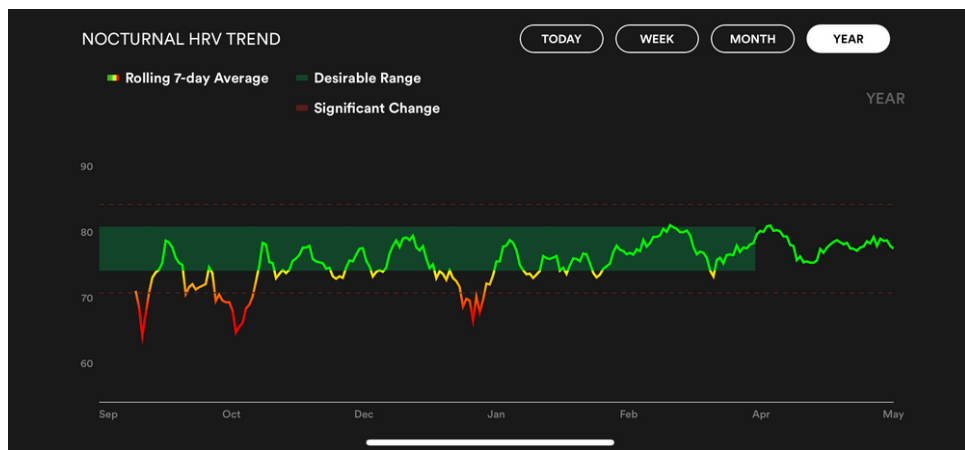 NOCTURNAL HRV TREND
TODAY
WEEK
MONTH
YEAR
Rolling 7-day Average
Desirable Range
Significant Change
YEAR
90
80
70
60
Sep
Oct
Dec
Jan
Feb
Apr
May